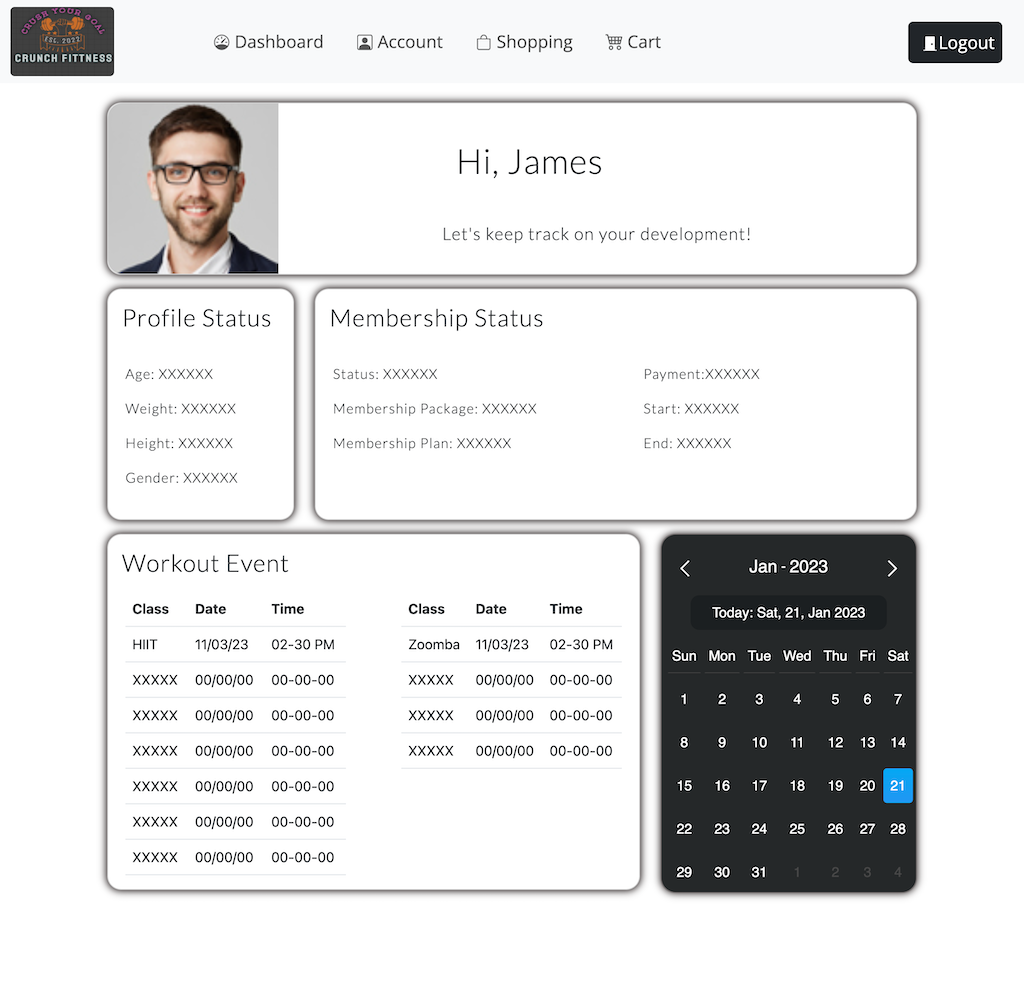 CRUSH YOUR GOAL
EST. 2022
CRUNCH FITTNESS
Dashboard Account Shopping Cart Logout
Hi, James
Let's keep track on your development!
Profile Status
Age: XXXXXX
Weight: XXXXXX
Height: XXXXXX
Gender: XXXXXX
Membership Status
Status: XXXXXX
Membership Package: XXXXXX
Membership Plan: XXXXXX
Payment:XXXXXX
Start: XXXXXX
End: XXXXXX
Workout Event
Class Date Time
HIIT 11/03/23 02-30 PM
XXXXX 00/00/00 00-00-00
XXXXX 00/00/00 00-00-00
XXXXX 00/00/00 00-00-00
XXXXX 00/00/00 00-00-00
XXXXX 00/00/00 00-00-00
XXXXX 00/00/00 00-00-00
Class Date Time
Zoomba 11/03/23 02-30 PM
XXXXX 00/00/00 00-00-00
XXXXX 00/00/00 00-00-00
XXXXX 00/00/00 00-00-00
Jan - 2023
Today: Sat, 21, Jan 2023
Sun Mon Tue Wed Thu Fri Sat
1 2 3 4 5 6 7
8 9 10 11 12 13 14
15 16 17 18 19 20 21
22 23 24 25 26 27 28
29 30 31 1 2 3 4